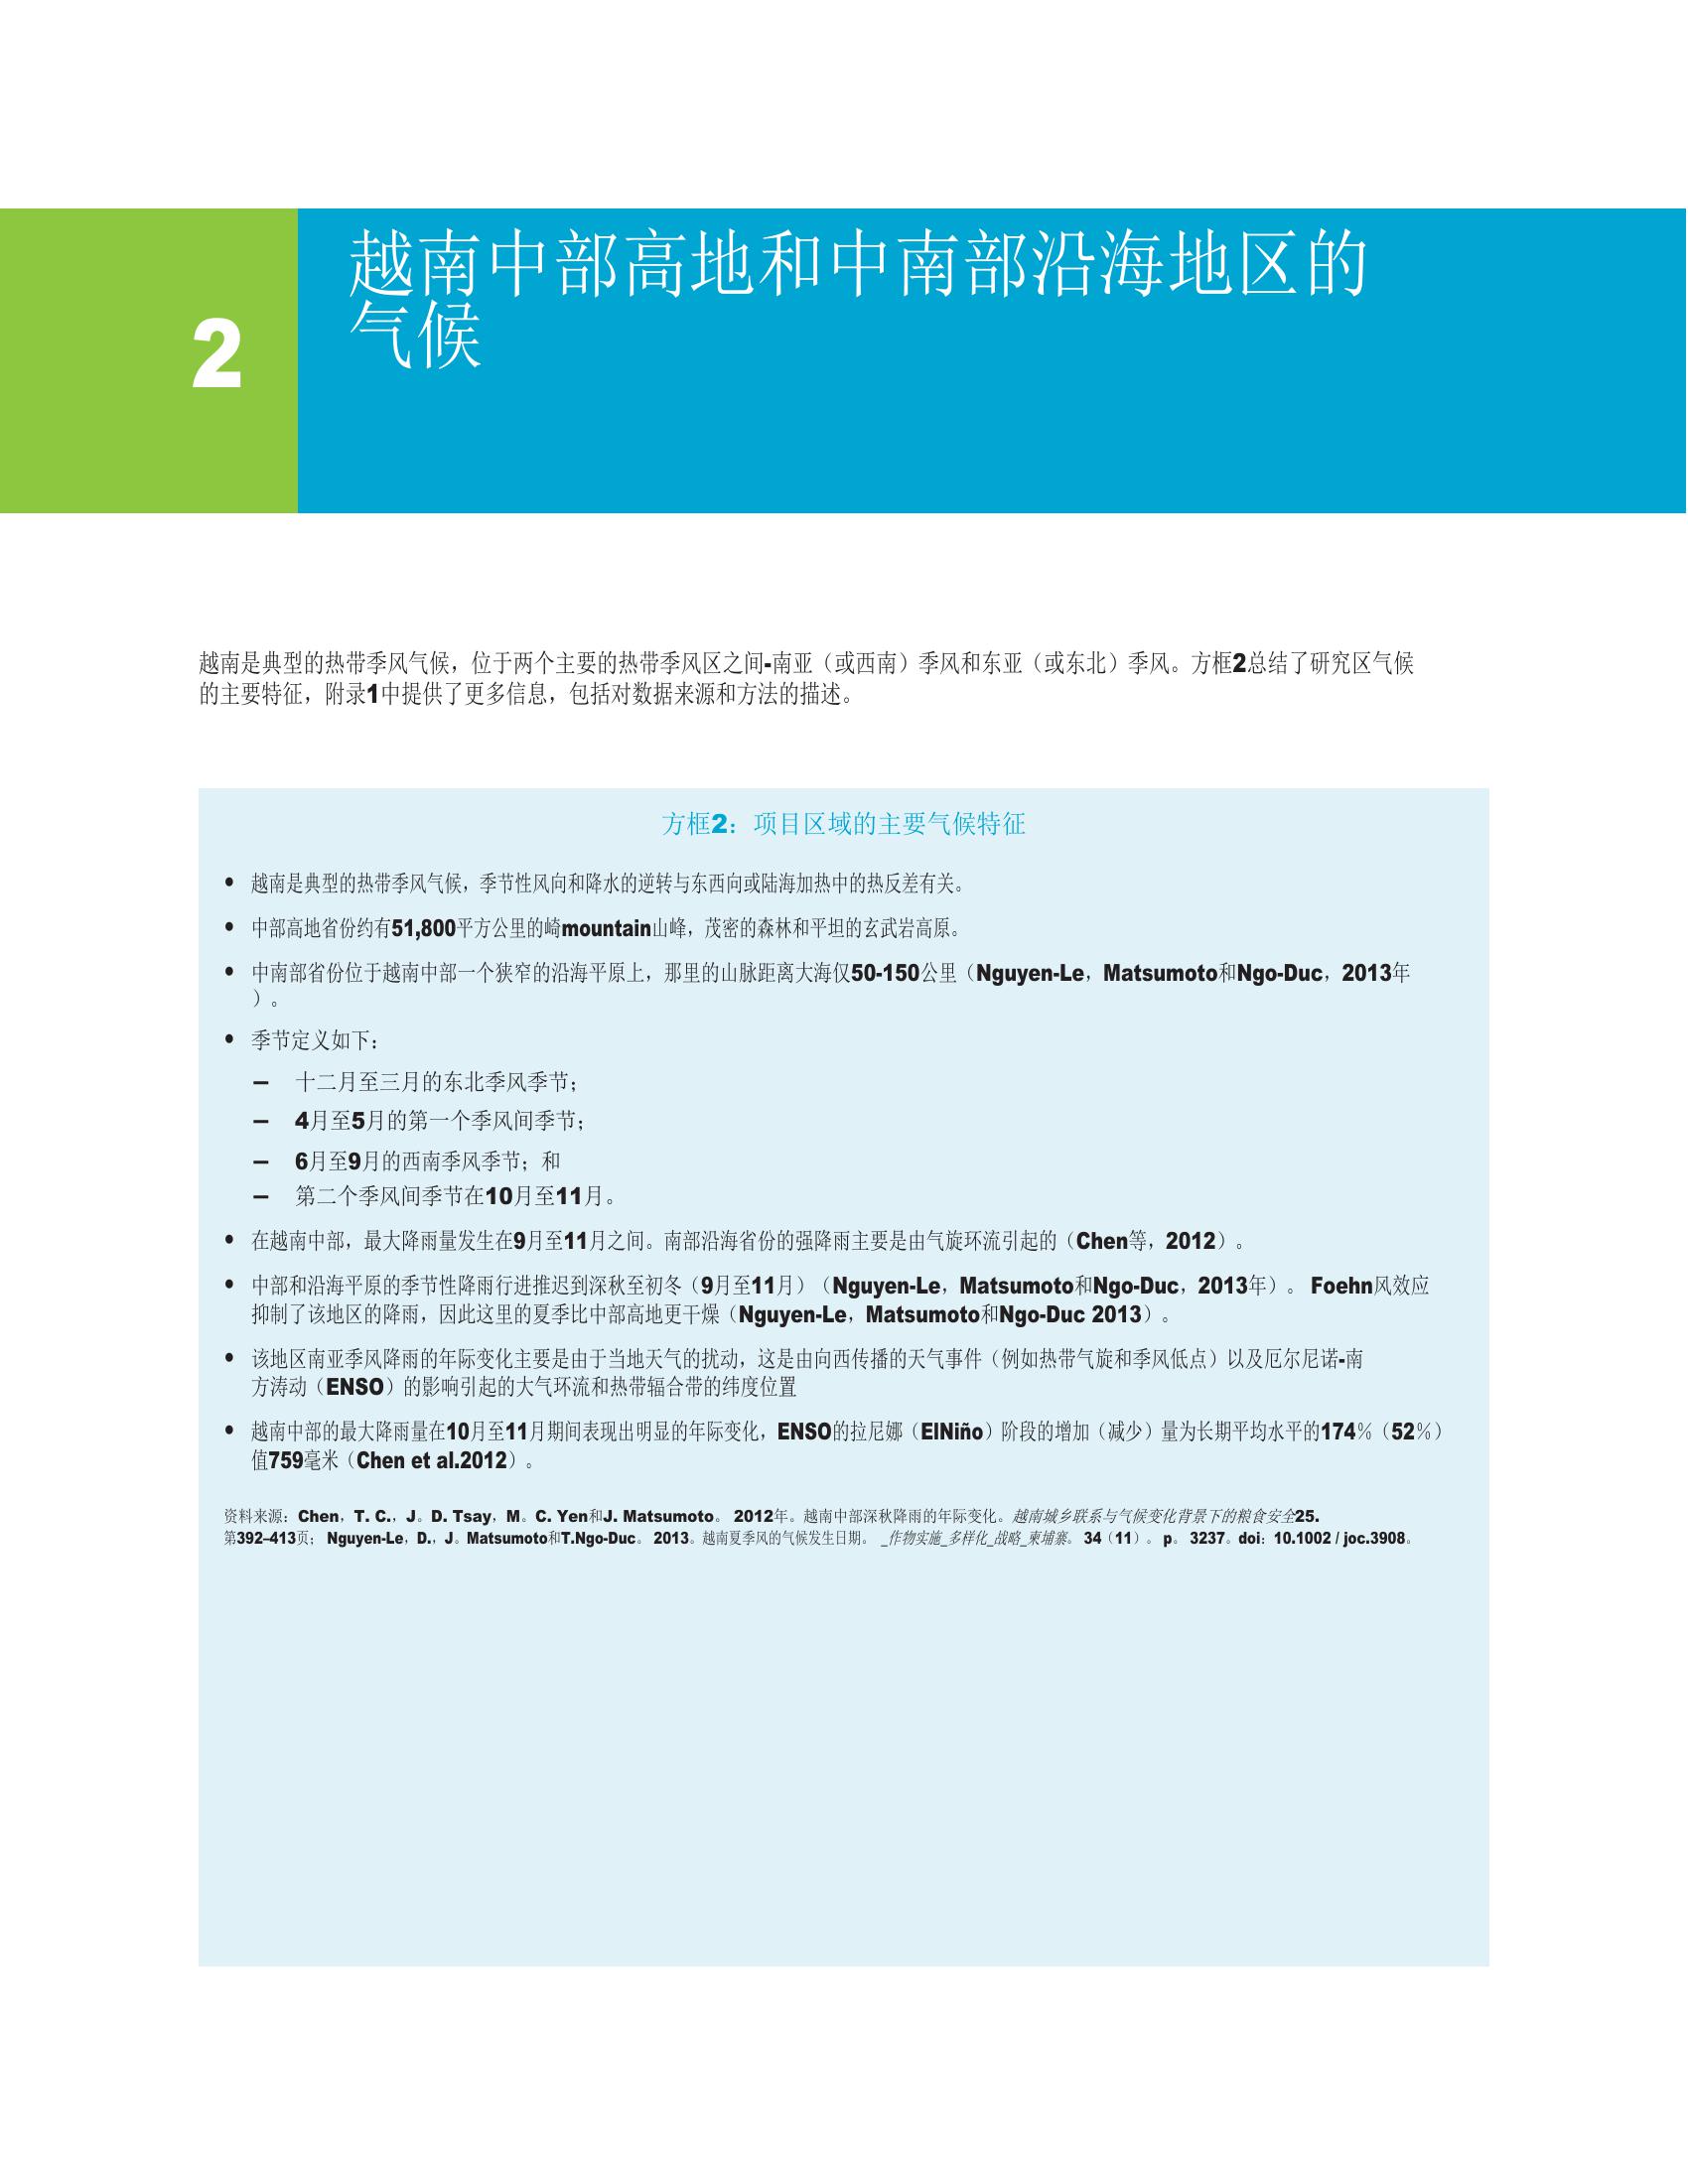 2
越南中部高地和中南部沿海地区的
气候
越南是典型的热带季风气候，位于两个主要的热带季风区之间-南亚（或西南）季风和东亚（或东北）季风。方框2总结了研究区气候
的主要特征，附录1中提供了更多信息，包括对数据来源和方法的描述。
方框2：项目区域的主要气候特征
• 越南是典型的热带季风气候，季节性风向和降水的逆转与东西向或陆海加热中的热反差有关。
• 中部高地省份约有51,800平方公里的崎mountain山峰，茂密的森林和平坦的玄武岩高原。
• 中南部省份位于越南中部一个狭窄的沿海平原上，那里的山脉距离大海仅50-150公里（Nguyen-Le，Matsumoto和Ngo-Duc，2013年
）。
• 季节定义如下：
– 十二月至三月的东北季风季节；
– 4月至5月的第一个季风间季节；
– 6月至9月的西南季风季节；和
– 第二个季风间季节在10月至11月。
• 在越南中部，最大降雨量发生在9月至11月之间。南部沿海省份的强降雨主要是由气旋环流引起的（Chen等，2012）。
• 中部和沿海平原的季节性降雨行进推迟到深秋至初冬（9月至11月）（Nguyen-Le，Matsumoto和Ngo-Duc，2013年）。 Foehn风效应
抑制了该地区的降雨，因此这里的夏季比中部高地更干燥（Nguyen-Le，Matsumoto和Ngo-Duc 2013）。
• 该地区南亚季风降雨的年际变化主要是由于当地天气的扰动，这是由向西传播的天气事件（例如热带气旋和季风低点）以及厄尔尼诺-南
方涛动（ENSO）的影响引起的大气环流和热带辐合带的纬度位置
• 越南中部的最大降雨量在10月至11月期间表现出明显的年际变化，ENSO的拉尼娜（ElNiño）阶段的增加（减少）量为长期平均水平的174％（52％）
值759毫米（Chen et al.2012）。
资料来源：Chen，T. C.，J。D. Tsay，M。C. Yen和J. Matsumoto。 2012年。越南中部深秋降雨的年际变化。越南城乡联系与气候变化背景下的粮食安全25.
第392–413页； Nguyen-Le，D.，J。Matsumoto和T.Ngo-Duc。 2013。越南夏季风的气候发生日期。 _作物实施_多样化_战略_柬埔寨。 34（11）。 p。 3237。doi：10.1002 / joc.3908。